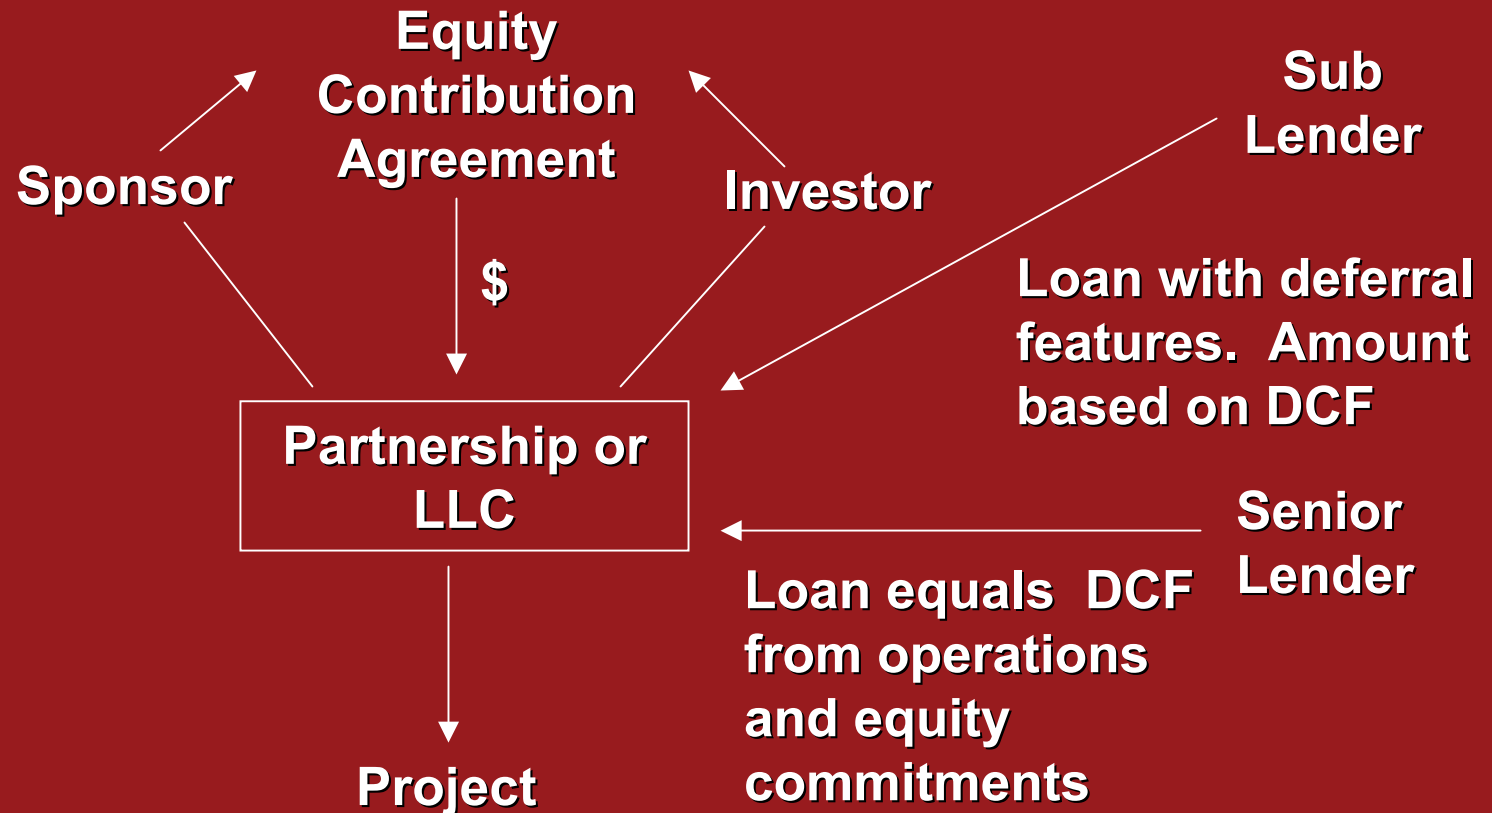 Equity
Contribution
Agreement
Sponsor
Investor
Sub
Lender
$
Loan with deferral
features.  Amount
based on DCF
Partnership or
LLC
Senior
Lender
Loan equals  DCF
from operations
and equity
commitments
Project